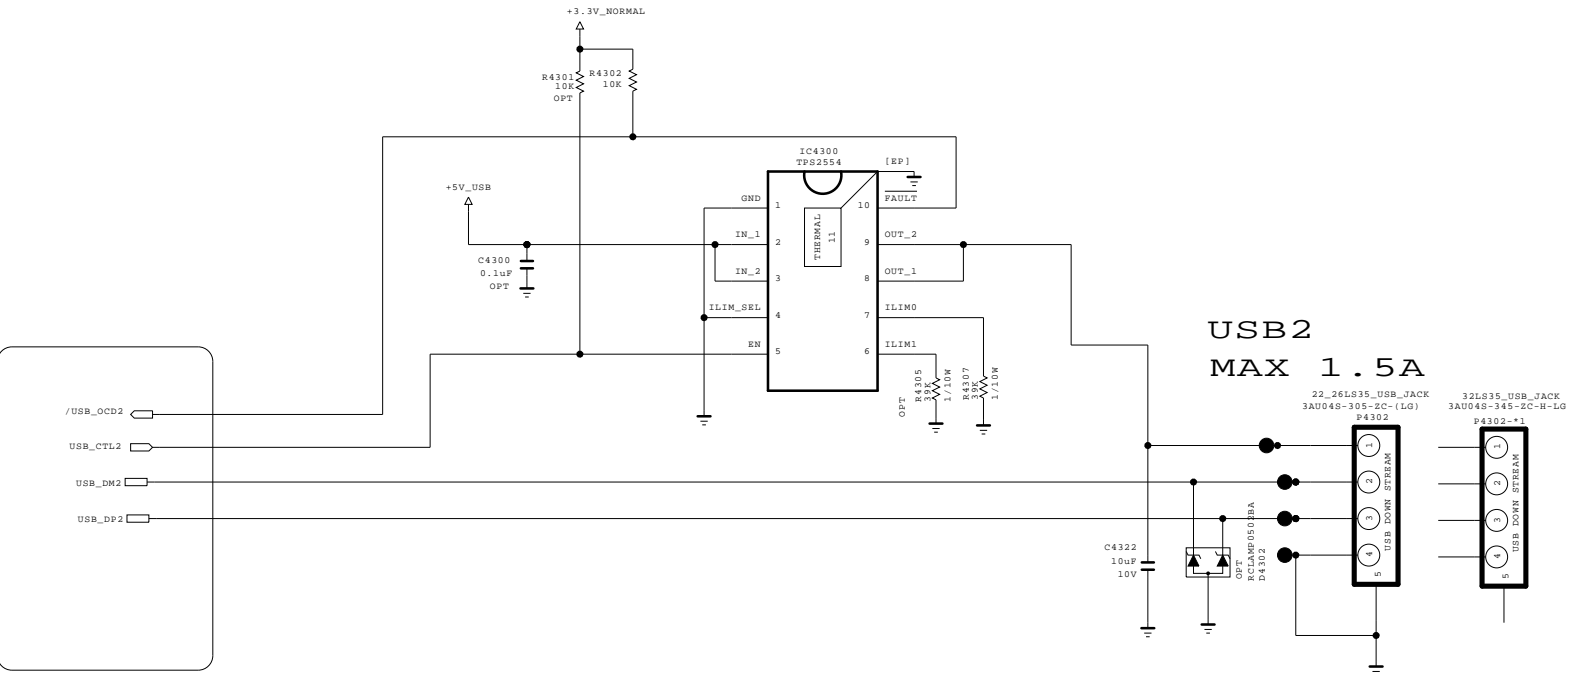 +3.3V_NORMAL
R4301
10K
OPT
R4302
10K
IC4300
TPS2554
[EP]
+5V_USB
C4300
0.1uF
OPT
GND
1
IN_1
2
IN_2
3
ILIM_SEL
4
EN
5
THERMAL
11
FAULT
10
OUT_2
9
OUT_1
8
ILIM0
7
ILIM1
6
OPT
R4305
39K
1/10W
R4307
39K
1/10W
/USB_OCD2
USB_CTL2
USB_DM2
USB_DP2
USB2
MAX 1.5A
22_26LS35_USB_JACK
3AU04S-305-ZC-(LG)
P4302
1
2
3
4
5
USB DOWN STREAM
32LS35_USB_JACK
3AU04S-345-ZC-H-LG
P4302-*1
1
2
3
4
5
USB DOWN STREAM
C4322
10uF
10V
OPT
RCLAMP0502BA
D4302